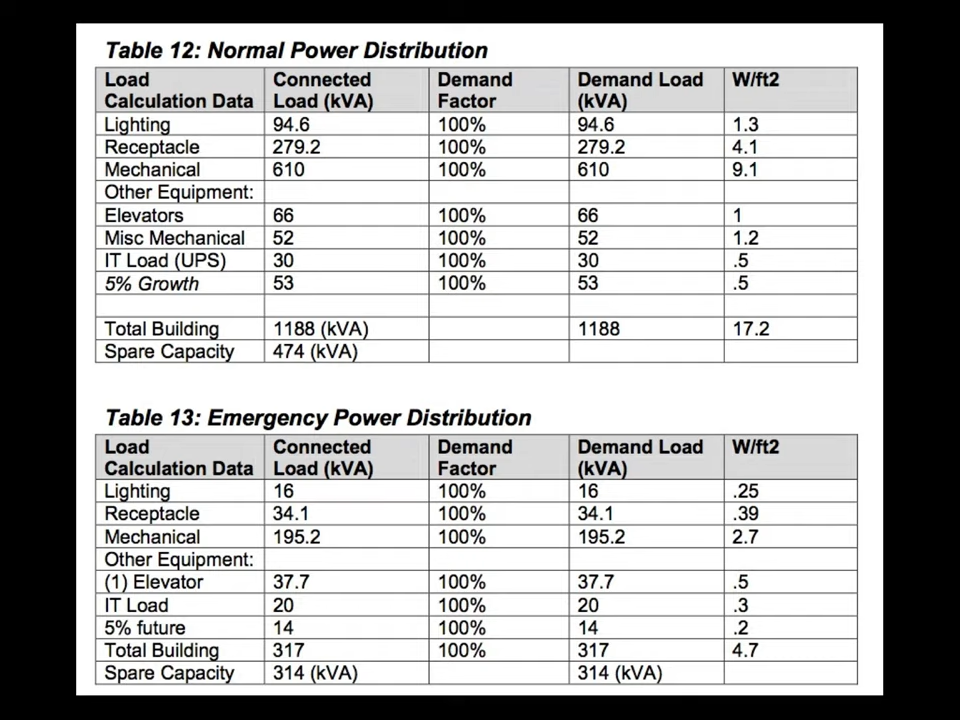 Table 12: Normal Power Distribution
Load Calculation Data Connected Load (kVA) Demand Factor Demand Load (kVA) W/ft2
Lighting 94.6 100% 94.6 1.3
Receptacle 279.2 100% 279.2 4.1
Mechanical 610 100% 610 9.1
Other Equipment:
Elevators 66 100% 66 1
Misc Mechanical 52 100% 52 1.2
IT Load (UPS) 30 100% 30 .5
5% Growth 53 100% 53 .5
Total Building 1188 (kVA) 1188 17.2
Spare Capacity 474 (kVA)
Table 13: Emergency Power Distribution
Load Calculation Data Connected Load (kVA) Demand Factor Demand Load (kVA) W/ft2
Lighting 16 100% 16 .25
Receptacle 34.1 100% 34.1 .39
Mechanical 195.2 100% 195.2 2.7
Other Equipment:
(1) Elevator 37.7 100% 37.7 .5
IT Load 20 100% 20 .3
5% future 14 100% 14 .2
Total Building 317 100% 317 4.7
Spare Capacity 314 (kVA) 314 (kVA)